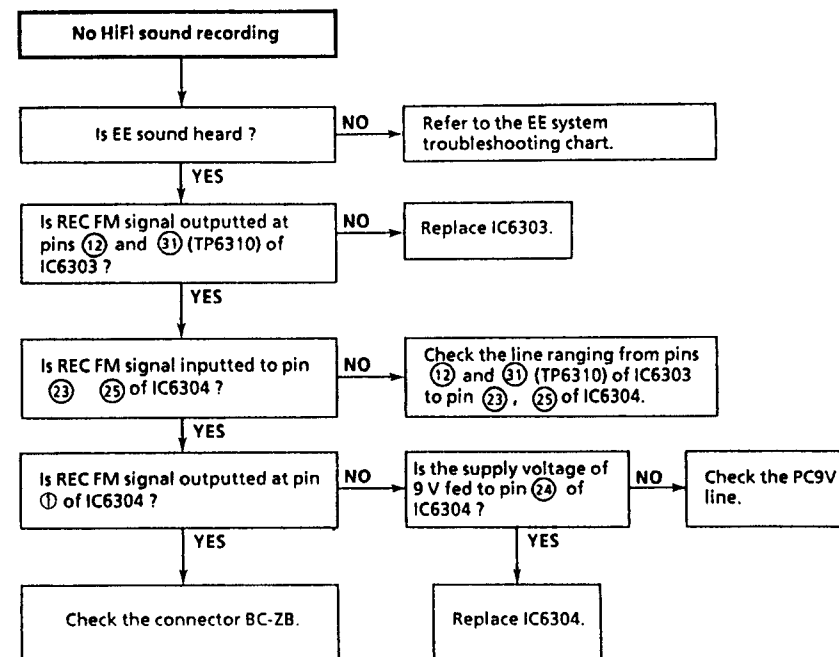 No HiFi sound recording
Is EE sound heard ?
NO
Refer to the EE system
troubleshooting chart.
YES
Is REC FM signal outputted at
pins ⑫ and ㉛ (TP6310) of
IC6303 ?
NO
Replace IC6303.
YES
Is REC FM signal inputted to pin
㉓ ㉕ of IC6304 ?
NO
Check the line ranging from pins
⑫ and ㉛ (TP6310) of IC6303
to pin ㉓ , ㉕ of IC6304.
YES
Is REC FM signal outputted at pin
① of IC6304 ?
NO
Is the supply voltage of
9 V fed to pin ㉔ of
IC6304 ?
NO
Check the PC9V
line.
YES
YES
Check the connector BC-ZB.
Replace IC6304.